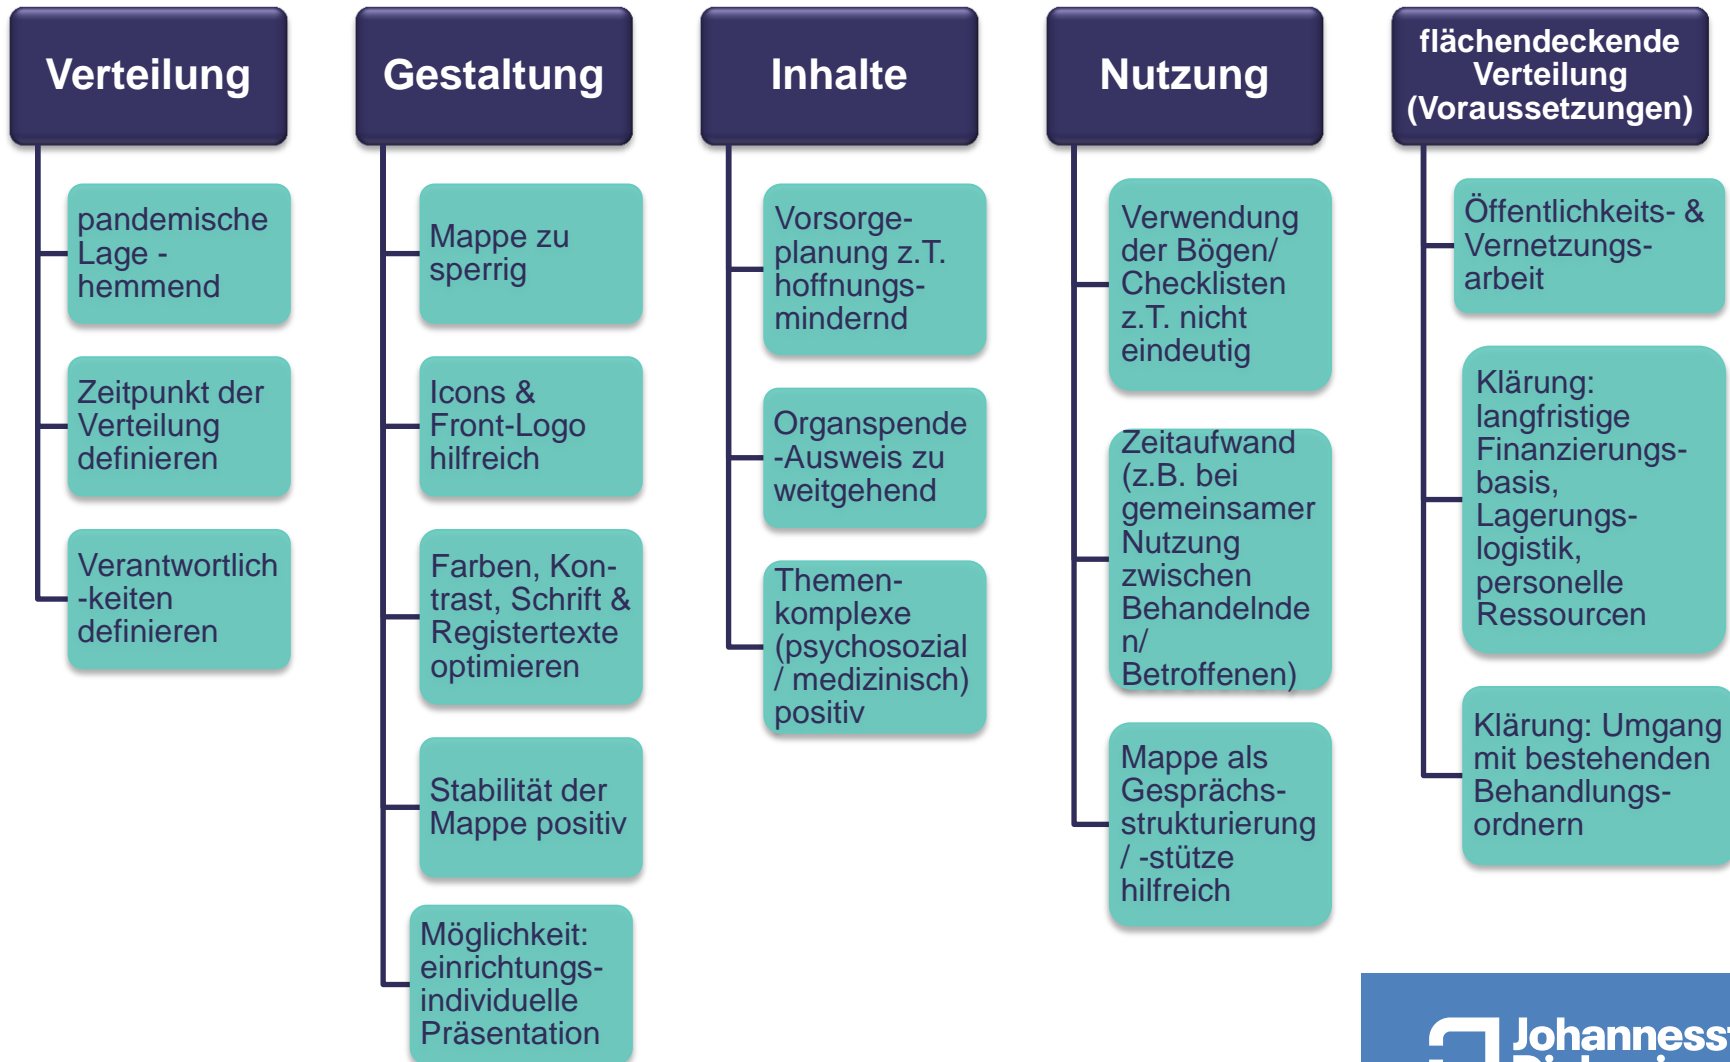 Verteilung
pandemische
Lage -
hemmend
Zeitpunkt der
Verteilung
definieren
Verantwortlich
-keiten
definieren
Gestaltung
Mappe zu
sperrig
Icons &
Front-Logo
hilfreich
Farben, Kon-
trast, Schrift &
Registertexte
optimieren
Stabilität der
Mappe positiv
Möglichkeit:
einrichtungs-
individuelle
Präsentation
Inhalte
Vorsorge-
planung z.T.
hoffnungs-
mindernd
Organspende
-Ausweis zu
weitgehend
Themen-
komplexe
(psychosozial
/ medizinisch)
positiv
Nutzung
Verwendung
der Bögen/
Checklisten
z.T. nicht
eindeutig
Zeitaufwand
(z.B. bei
gemeinsamer
Nutzung
zwischen
Behandelnde
n/
Betroffenen)
Mappe als
Gesprächs-
strukturierung
/ -stütze
hilfreich
flächendeckende
Verteilung
(Voraussetzungen)
Öffentlichkeits- &
Vernetzungs-
arbeit
Klärung:
langfristige
Finanzierungs-
basis,
Lagerungs-
logistik,
personelle
Ressourcen
Klärung: Umgang
mit bestehenden
Behandlungs-
ordnern